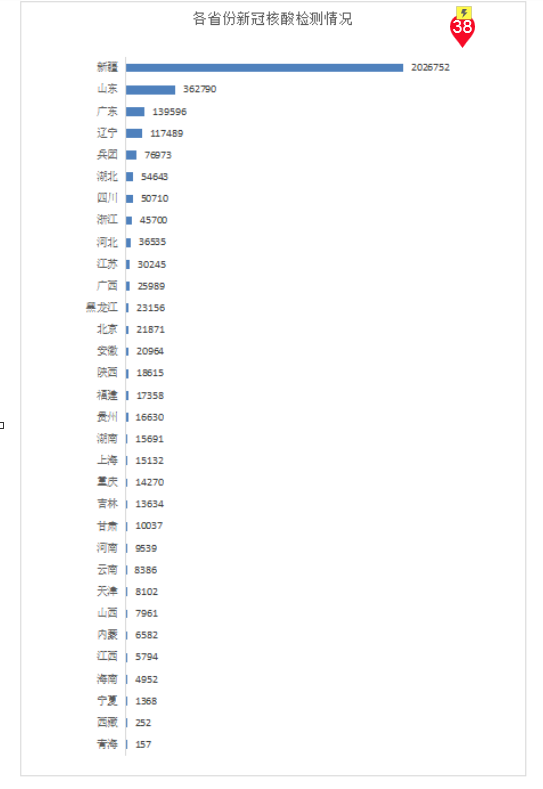 各省份新冠核酸检测情况
38
新疆 2026752
山东 362790
广东 139596
辽宁 117489
兵团 76973
湖北 54643
四川 50710
浙江 45700
河北 36535
江苏 30245
广西 25989
黑龙江 23156
北京 21871
安徽 20964
陕西 18615
福建 17358
贵州 16630
湖南 15691
上海 15132
重庆 14270
吉林 13634
甘肃 10037
河南 9539
云南 8386
天津 8102
山西 7961
内蒙 6582
江西 5794
海南 4952
宁夏 1368
西藏 252
青海 157